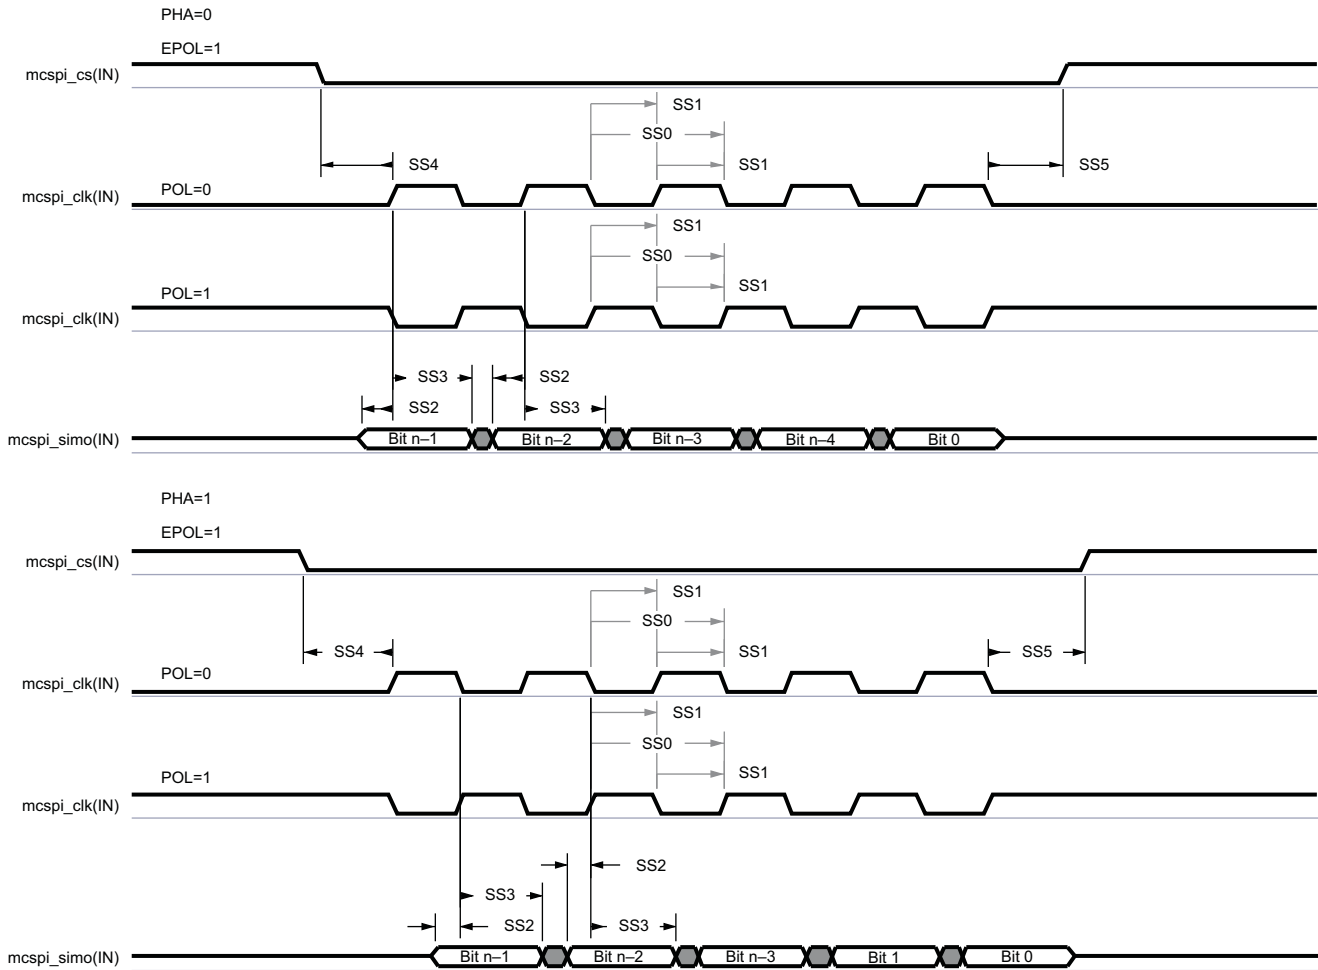 PHA=0
EPOL=1
mcspi_cs(IN)
SS1
SS0
SS4
SS1
SS5
POL=0
mcspi_clk(IN)
SS1
SS0
SS1
POL=1
mcspi_clk(IN)
SS3
SS2
SS2
SS3
mcspi_simo(IN)
Bit n–1
Bit n–2
Bit n–3
Bit n–4
Bit 0
PHA=1
EPOL=1
mcspi_cs(IN)
SS1
SS0
SS4
SS1
SS5
POL=0
mcspi_clk(IN)
SS1
SS0
SS1
POL=1
mcspi_clk(IN)
SS2
SS3
SS2
SS3
mcspi_simo(IN)
Bit n–1
Bit n–2
Bit n–3
Bit 1
Bit 0